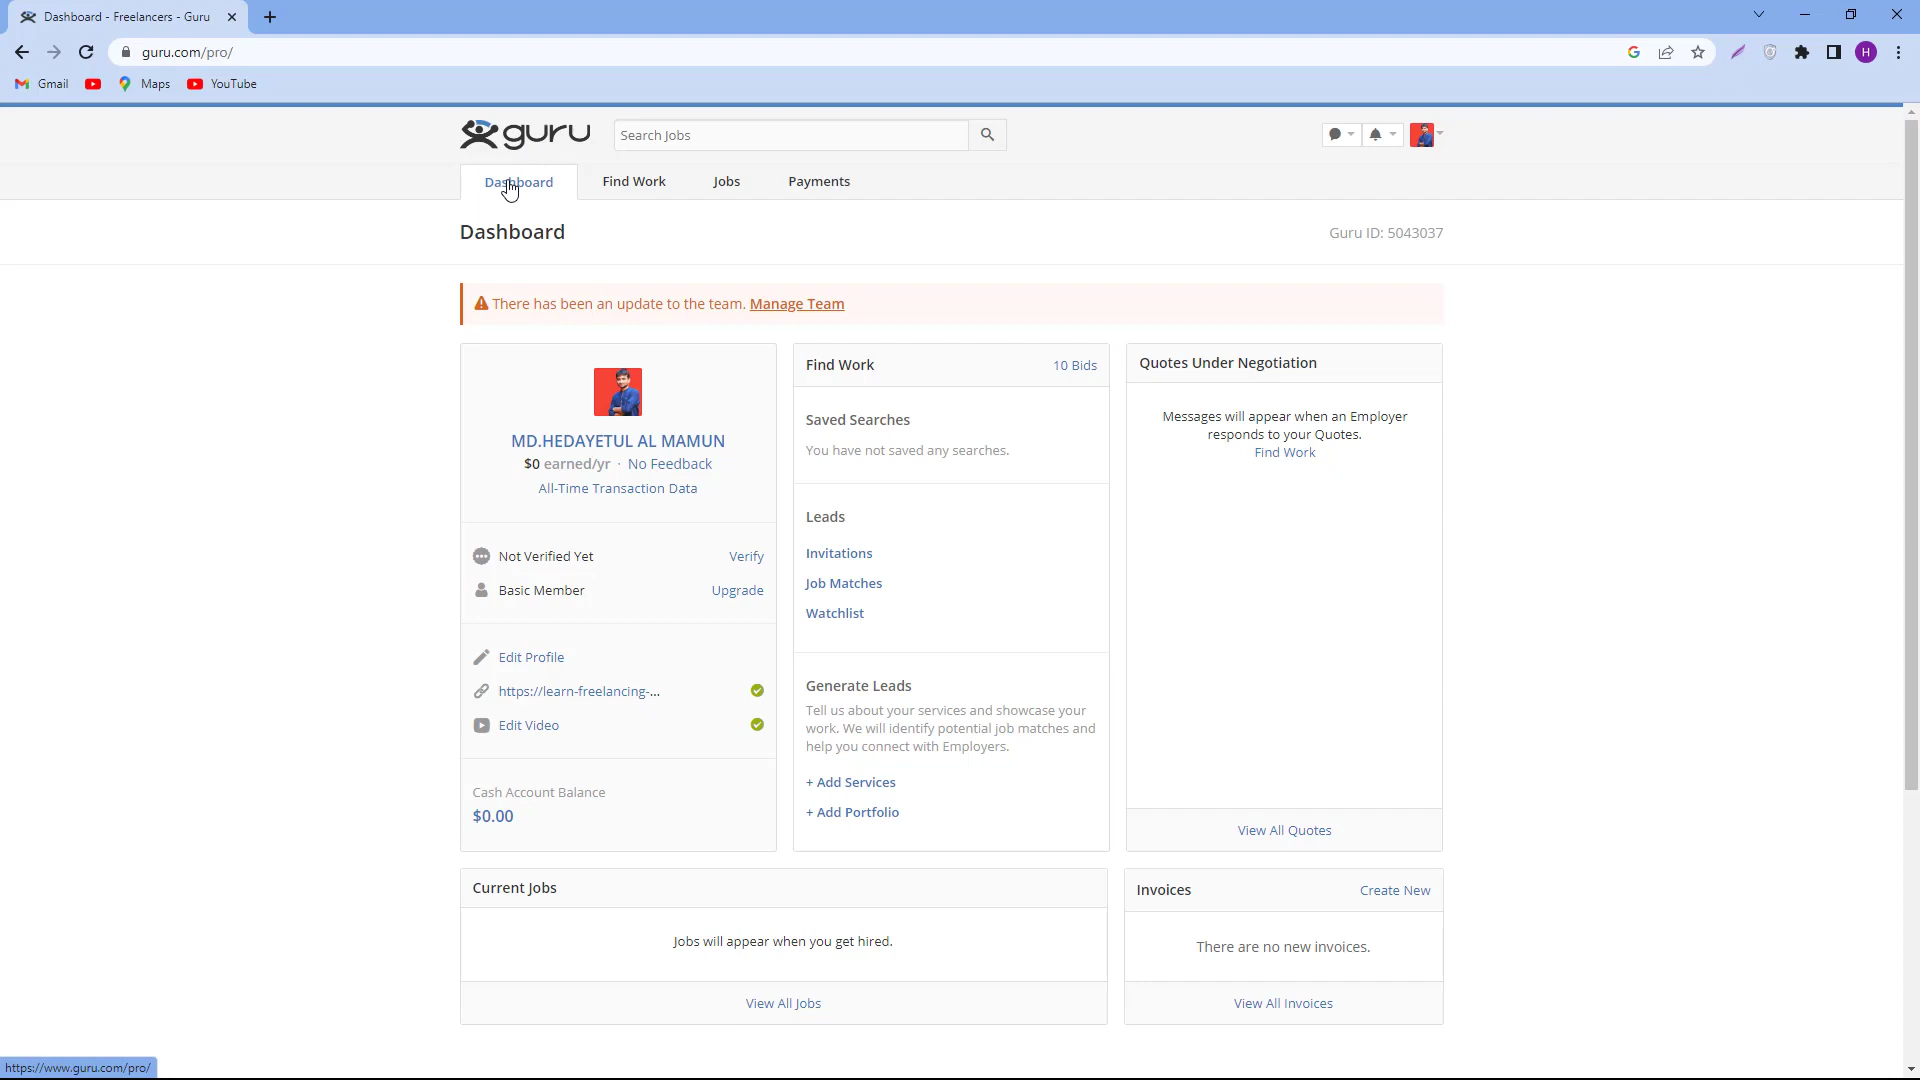 Dashboard - Freelancers - Guru
guru.com/pro/
H
Gmail
Maps
YouTube
guru
Search Jobs
Dashboard
Find Work
Jobs
Payments
Dashboard
Guru ID: 5043037
There has been an update to the team. Manage Team
MD.HEDAYETUL AL MAMUN
$0 earned/yr · No Feedback
All-Time Transaction Data
Not Verified Yet
Verify
Basic Member
Upgrade
Edit Profile
https://learn-freelancing-...
Edit Video
Cash Account Balance
$0.00
Find Work
10 Bids
Saved Searches
You have not saved any searches.
Leads
Invitations
Job Matches
Watchlist
Generate Leads
Tell us about your services and showcase your
work. We will identify potential job matches and
help you connect with Employers.
+ Add Services
+ Add Portfolio
Quotes Under Negotiation
Messages will appear when an Employer
responds to your Quotes.
Find Work
View All Quotes
Current Jobs
Jobs will appear when you get hired.
View All Jobs
Invoices
Create New
There are no new invoices.
View All Invoices
https://www.guru.com/pro/